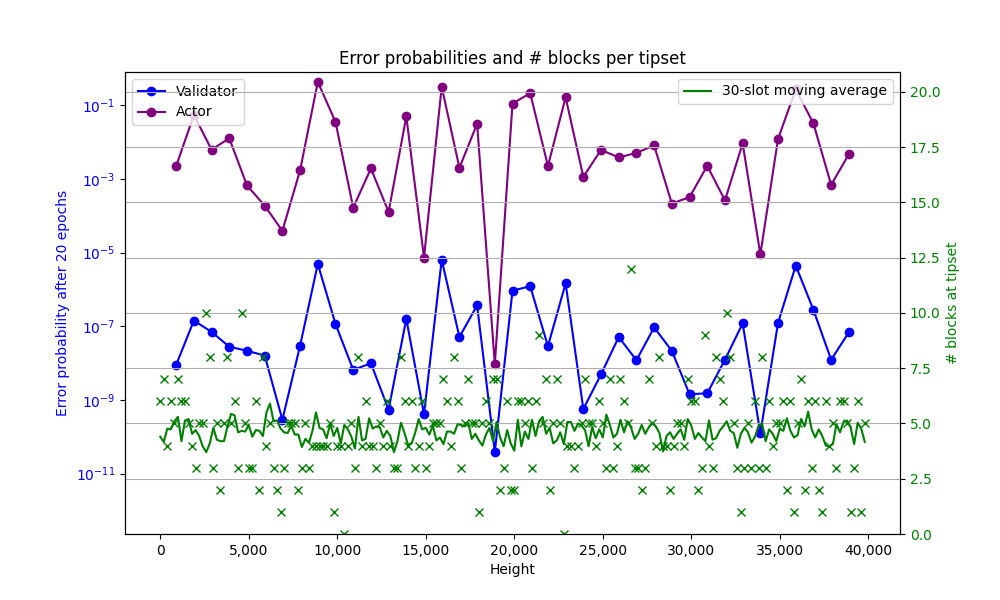 Error probabilities and # blocks per tipset
Validator
Actor
30-slot moving average
Error probability after 20 epochs
10⁻¹
10⁻³
10⁻⁵
10⁻⁷
10⁻⁹
10⁻¹¹
# blocks at tipset
20.0
17.5
15.0
12.5
10.0
7.5
5.0
2.5
0.0
0 5,000 10,000 15,000 20,000 25,000 30,000 35,000 40,000
Height